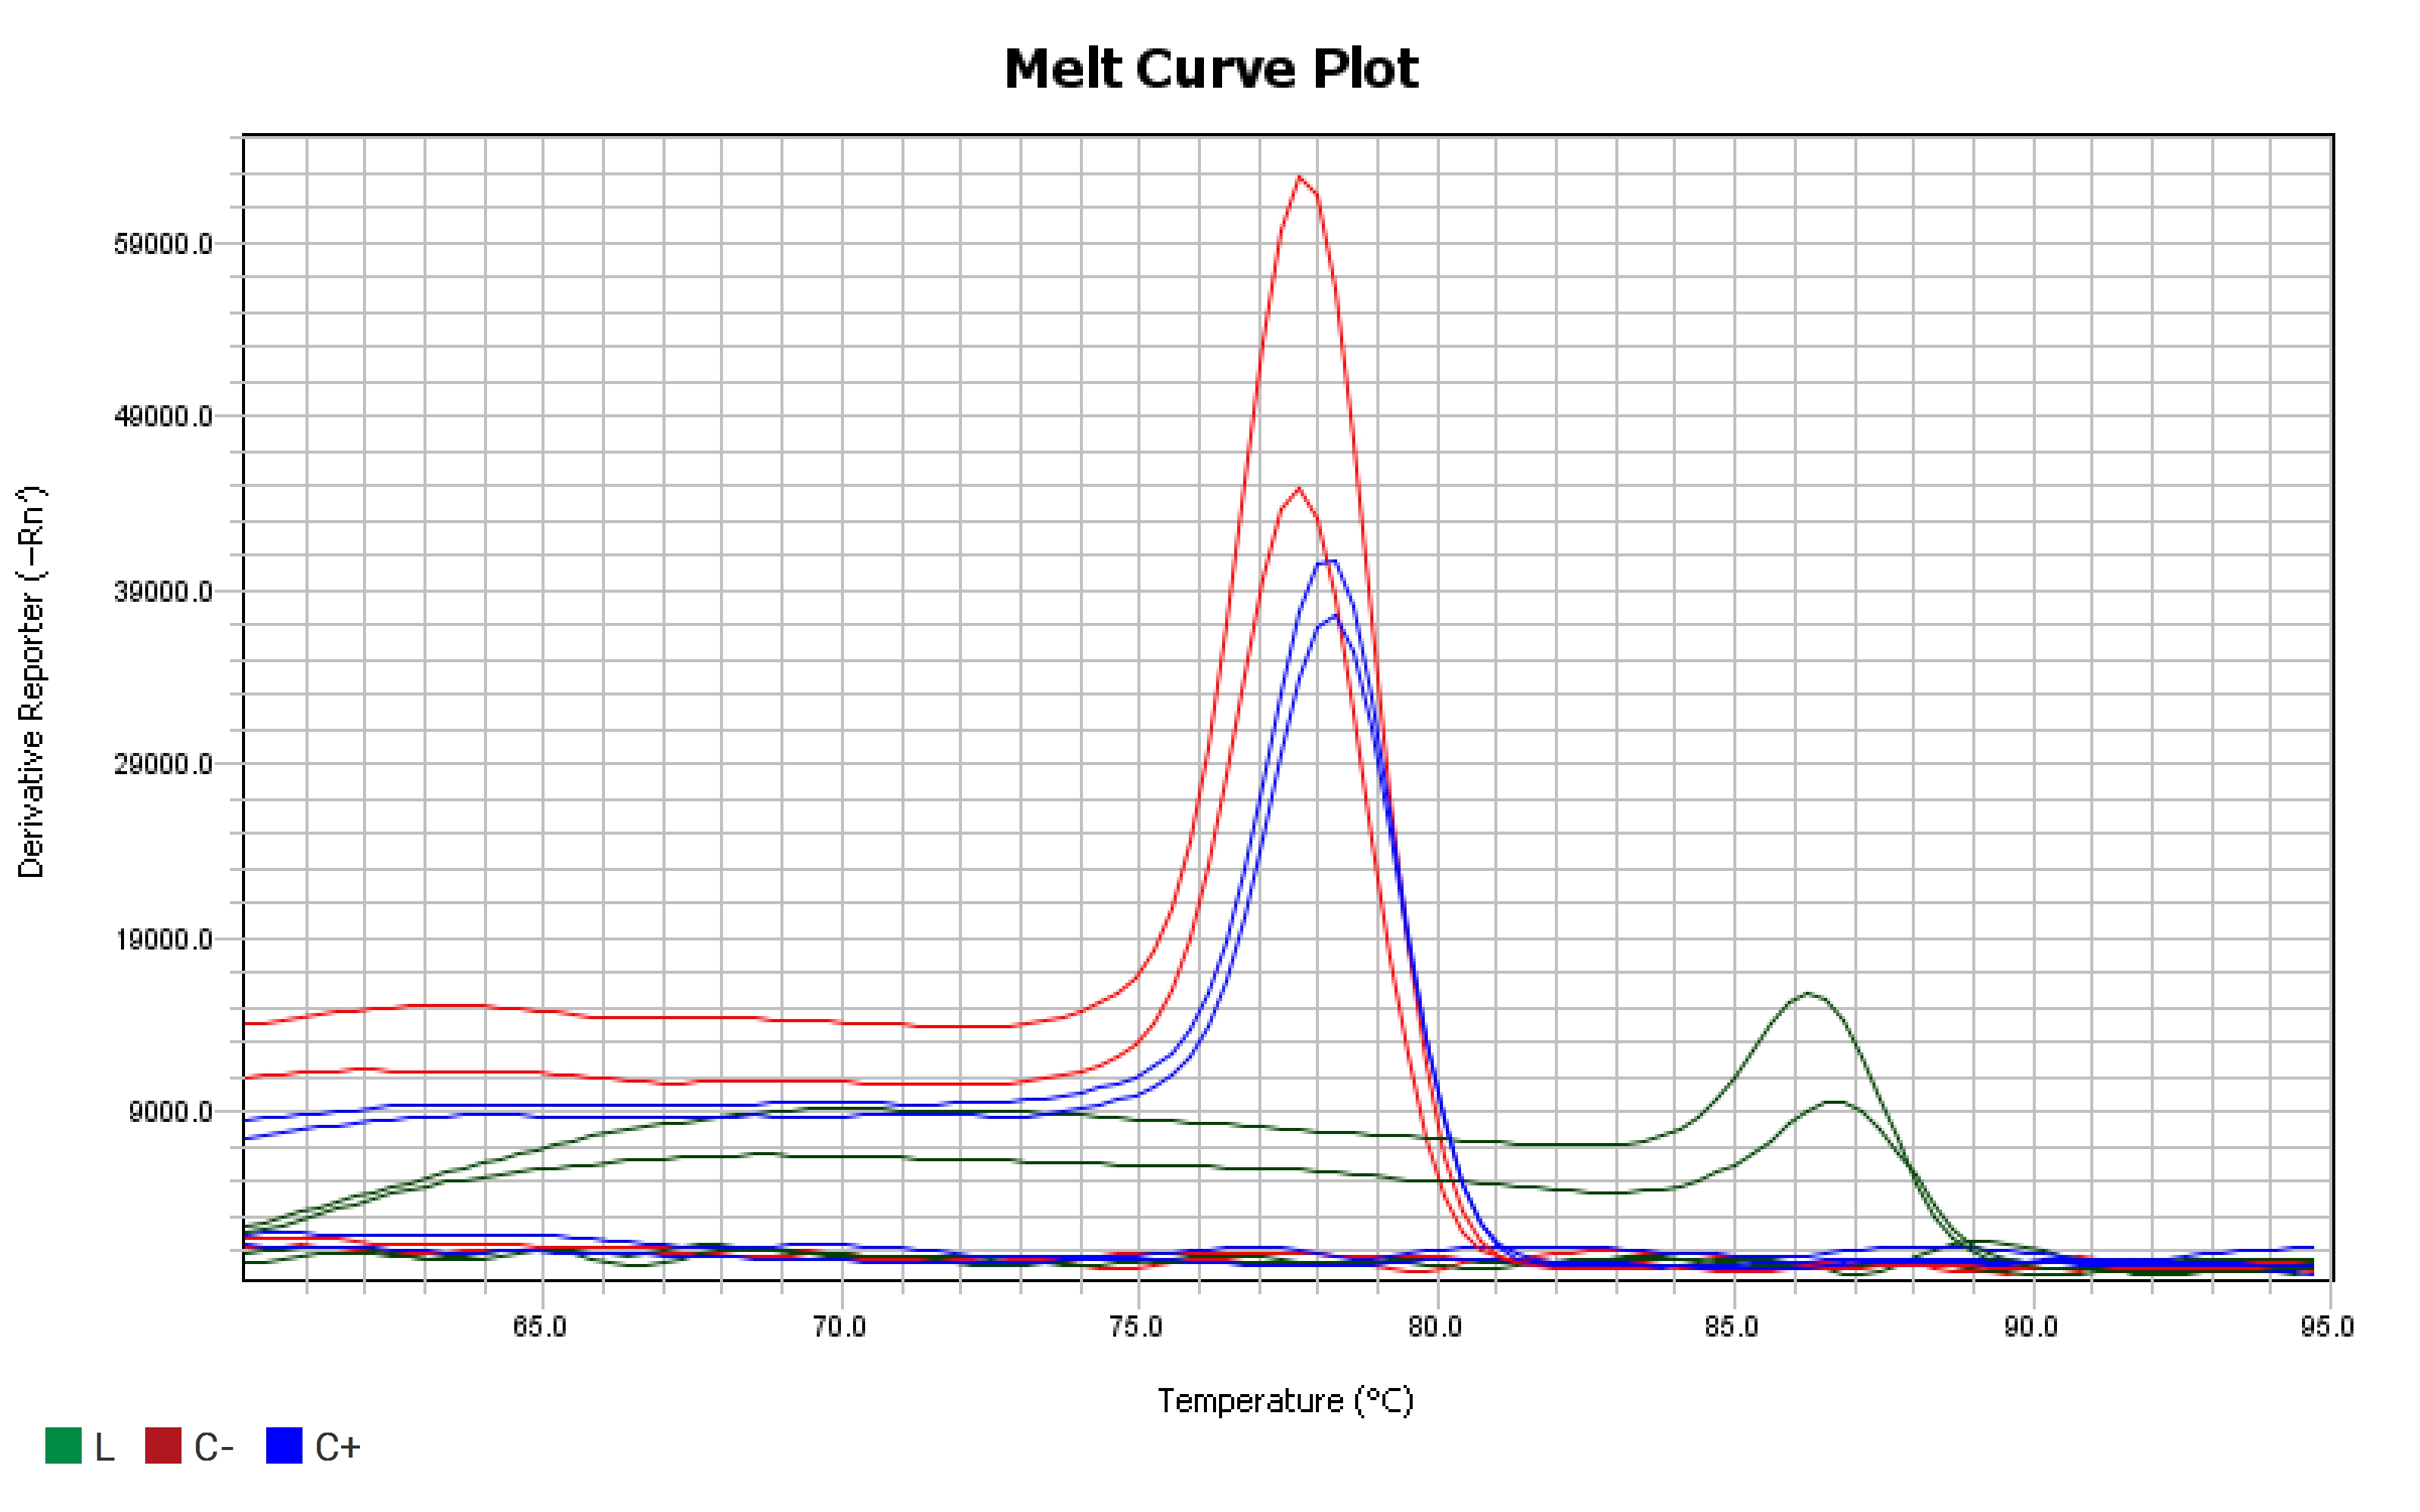 Melt Curve Plot
59000.0
49000.0
39000.0
29000.0
19000.0
9000.0
Derivative Reporter (-Rn')
65.0 70.0 75.0 80.0 85.0 90.0 95.0
Temperature (°C)
L C- C+